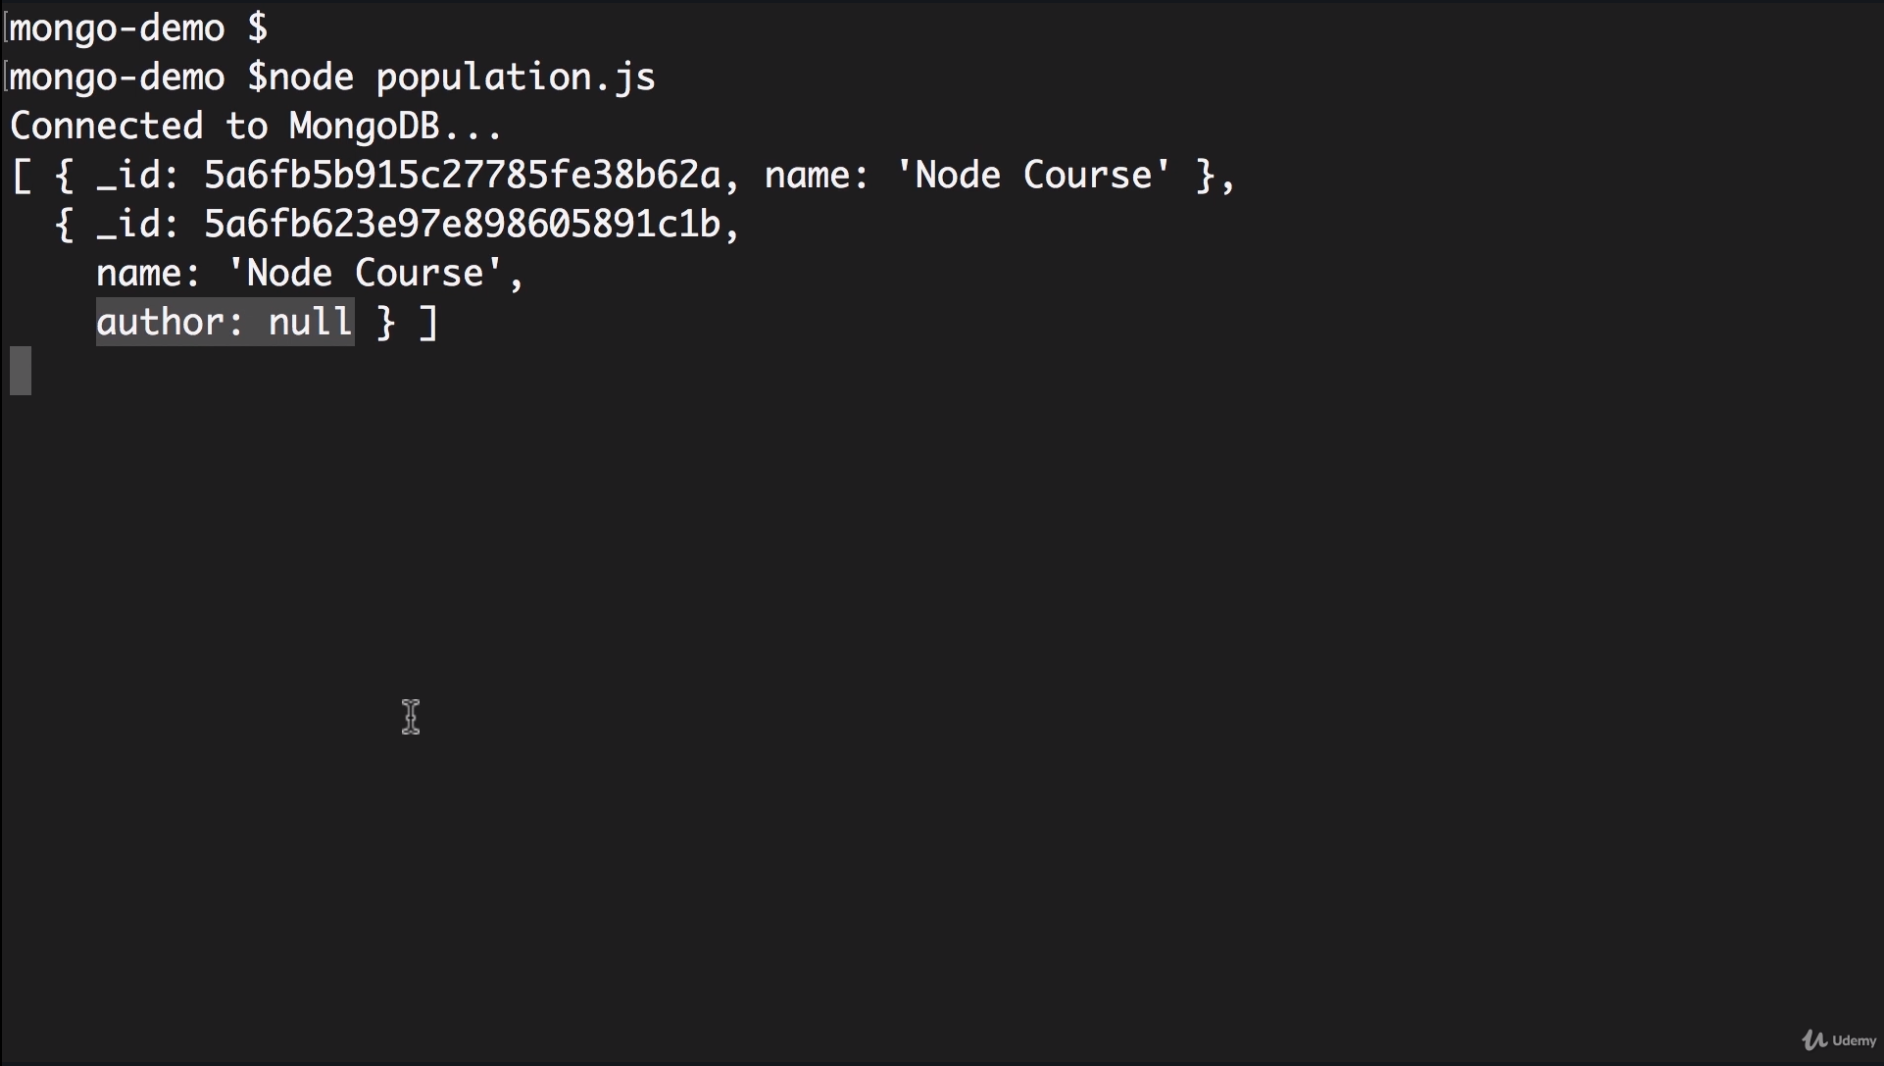 mongo-demo $
mongo-demo $node population.js
Connected to MongoDB...
[ { _id: 5a6fb5b915c27785fe38b62a, name: 'Node Course' },
  { _id: 5a6fb623e97e898605891c1b,
    name: 'Node Course',
    author: null } ]
Udemy